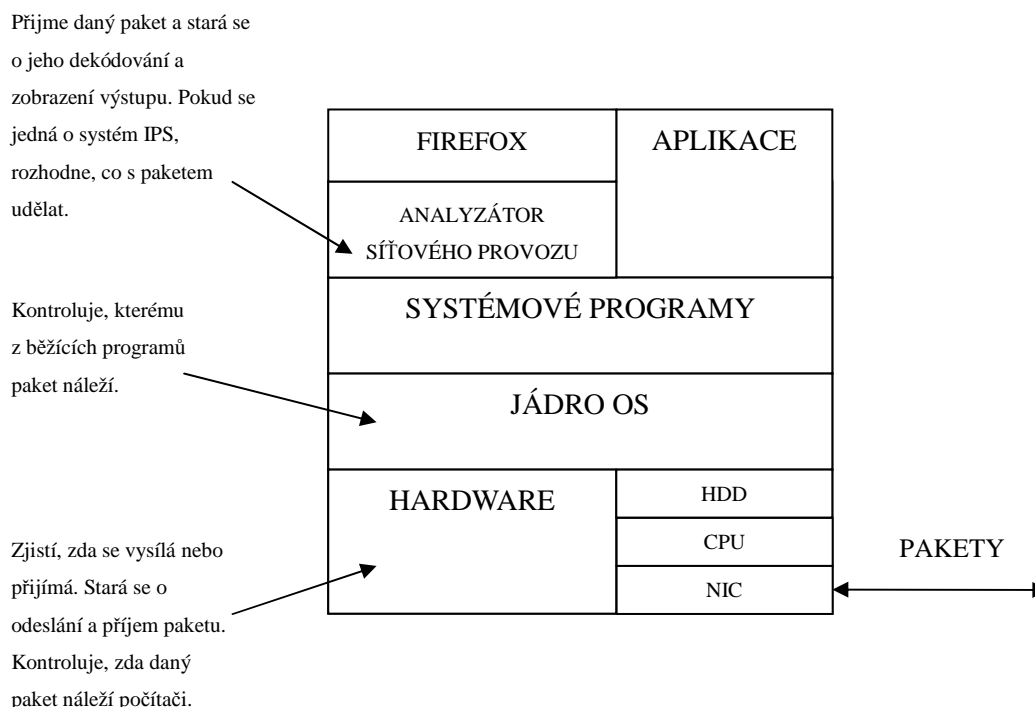 Přijme daný paket a stará se
o jeho dekódování a
zobrazení výstupu. Pokud se
jedná o systém IPS,
rozhodne, co s paketem
udělat.
FIREFOX
APLIKACE
ANALYZÁTOR
SÍŤOVÉHO PROVOZU
Kontroluje, kterému
z běžících programů
paket náleží.
SYSTÉMOVÉ PROGRAMY
JÁDRO OS
HARDWARE
HDD
CPU
NIC
PAKETY
Zjistí, zda se vysílá nebo
přijímá. Stará se o
odeslání a příjem paketu.
Kontroluje, zda daný
paket náleží počítači.